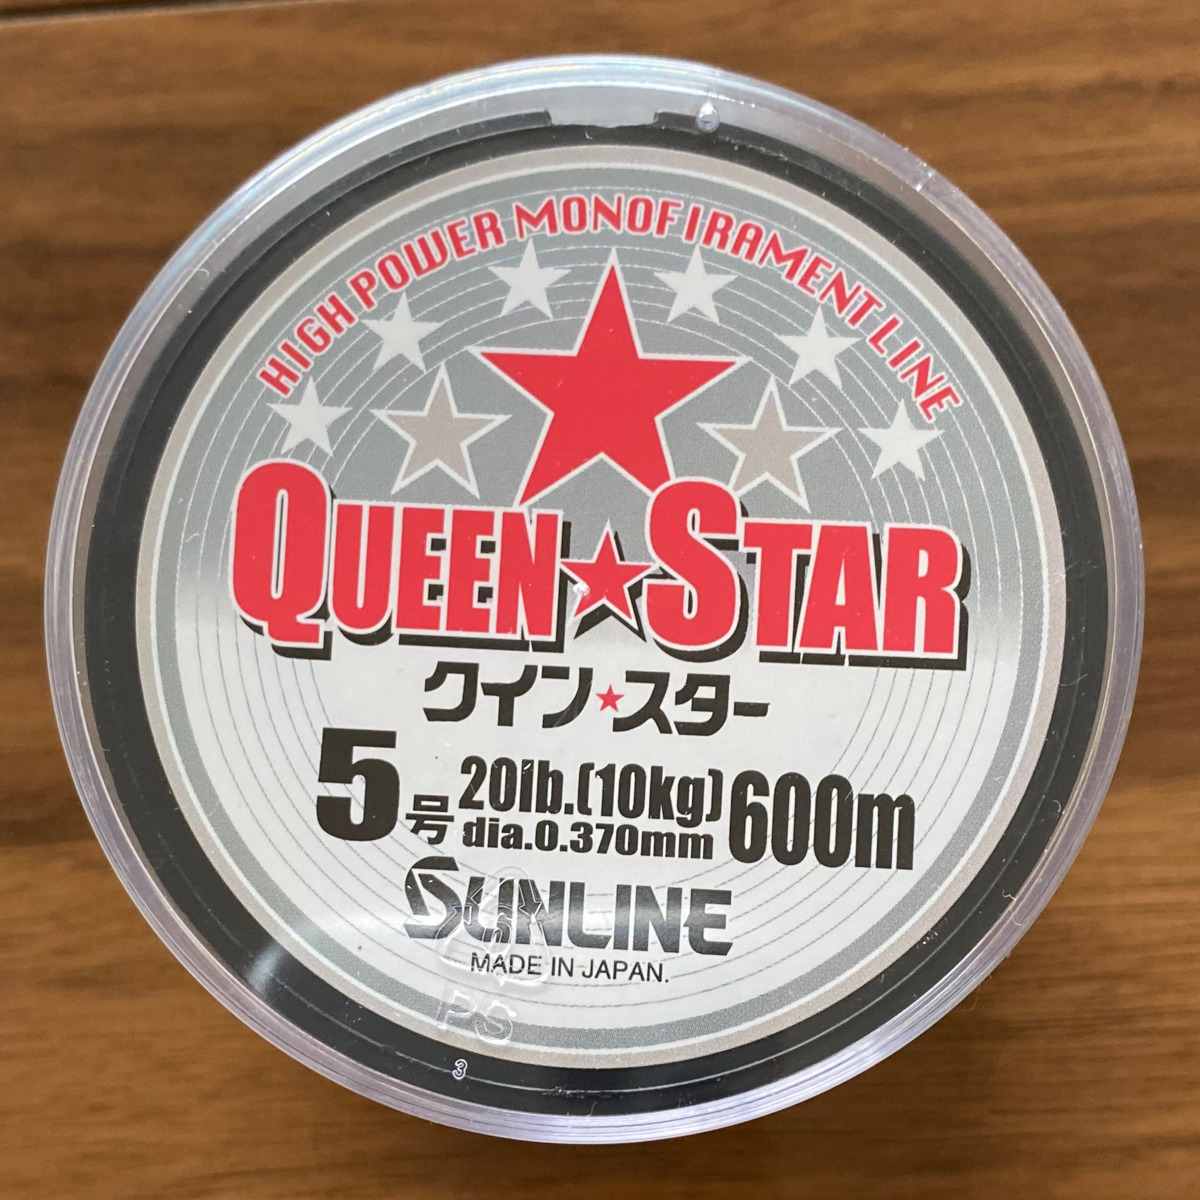 HIGH POWER MONOFIRAMENT LINE
QUEEN★STAR
クイン★スター
5号 20lb.(10kg) 600m
dia.0.370mm
SUNLINE
MADE IN JAPAN.
6
PS
3